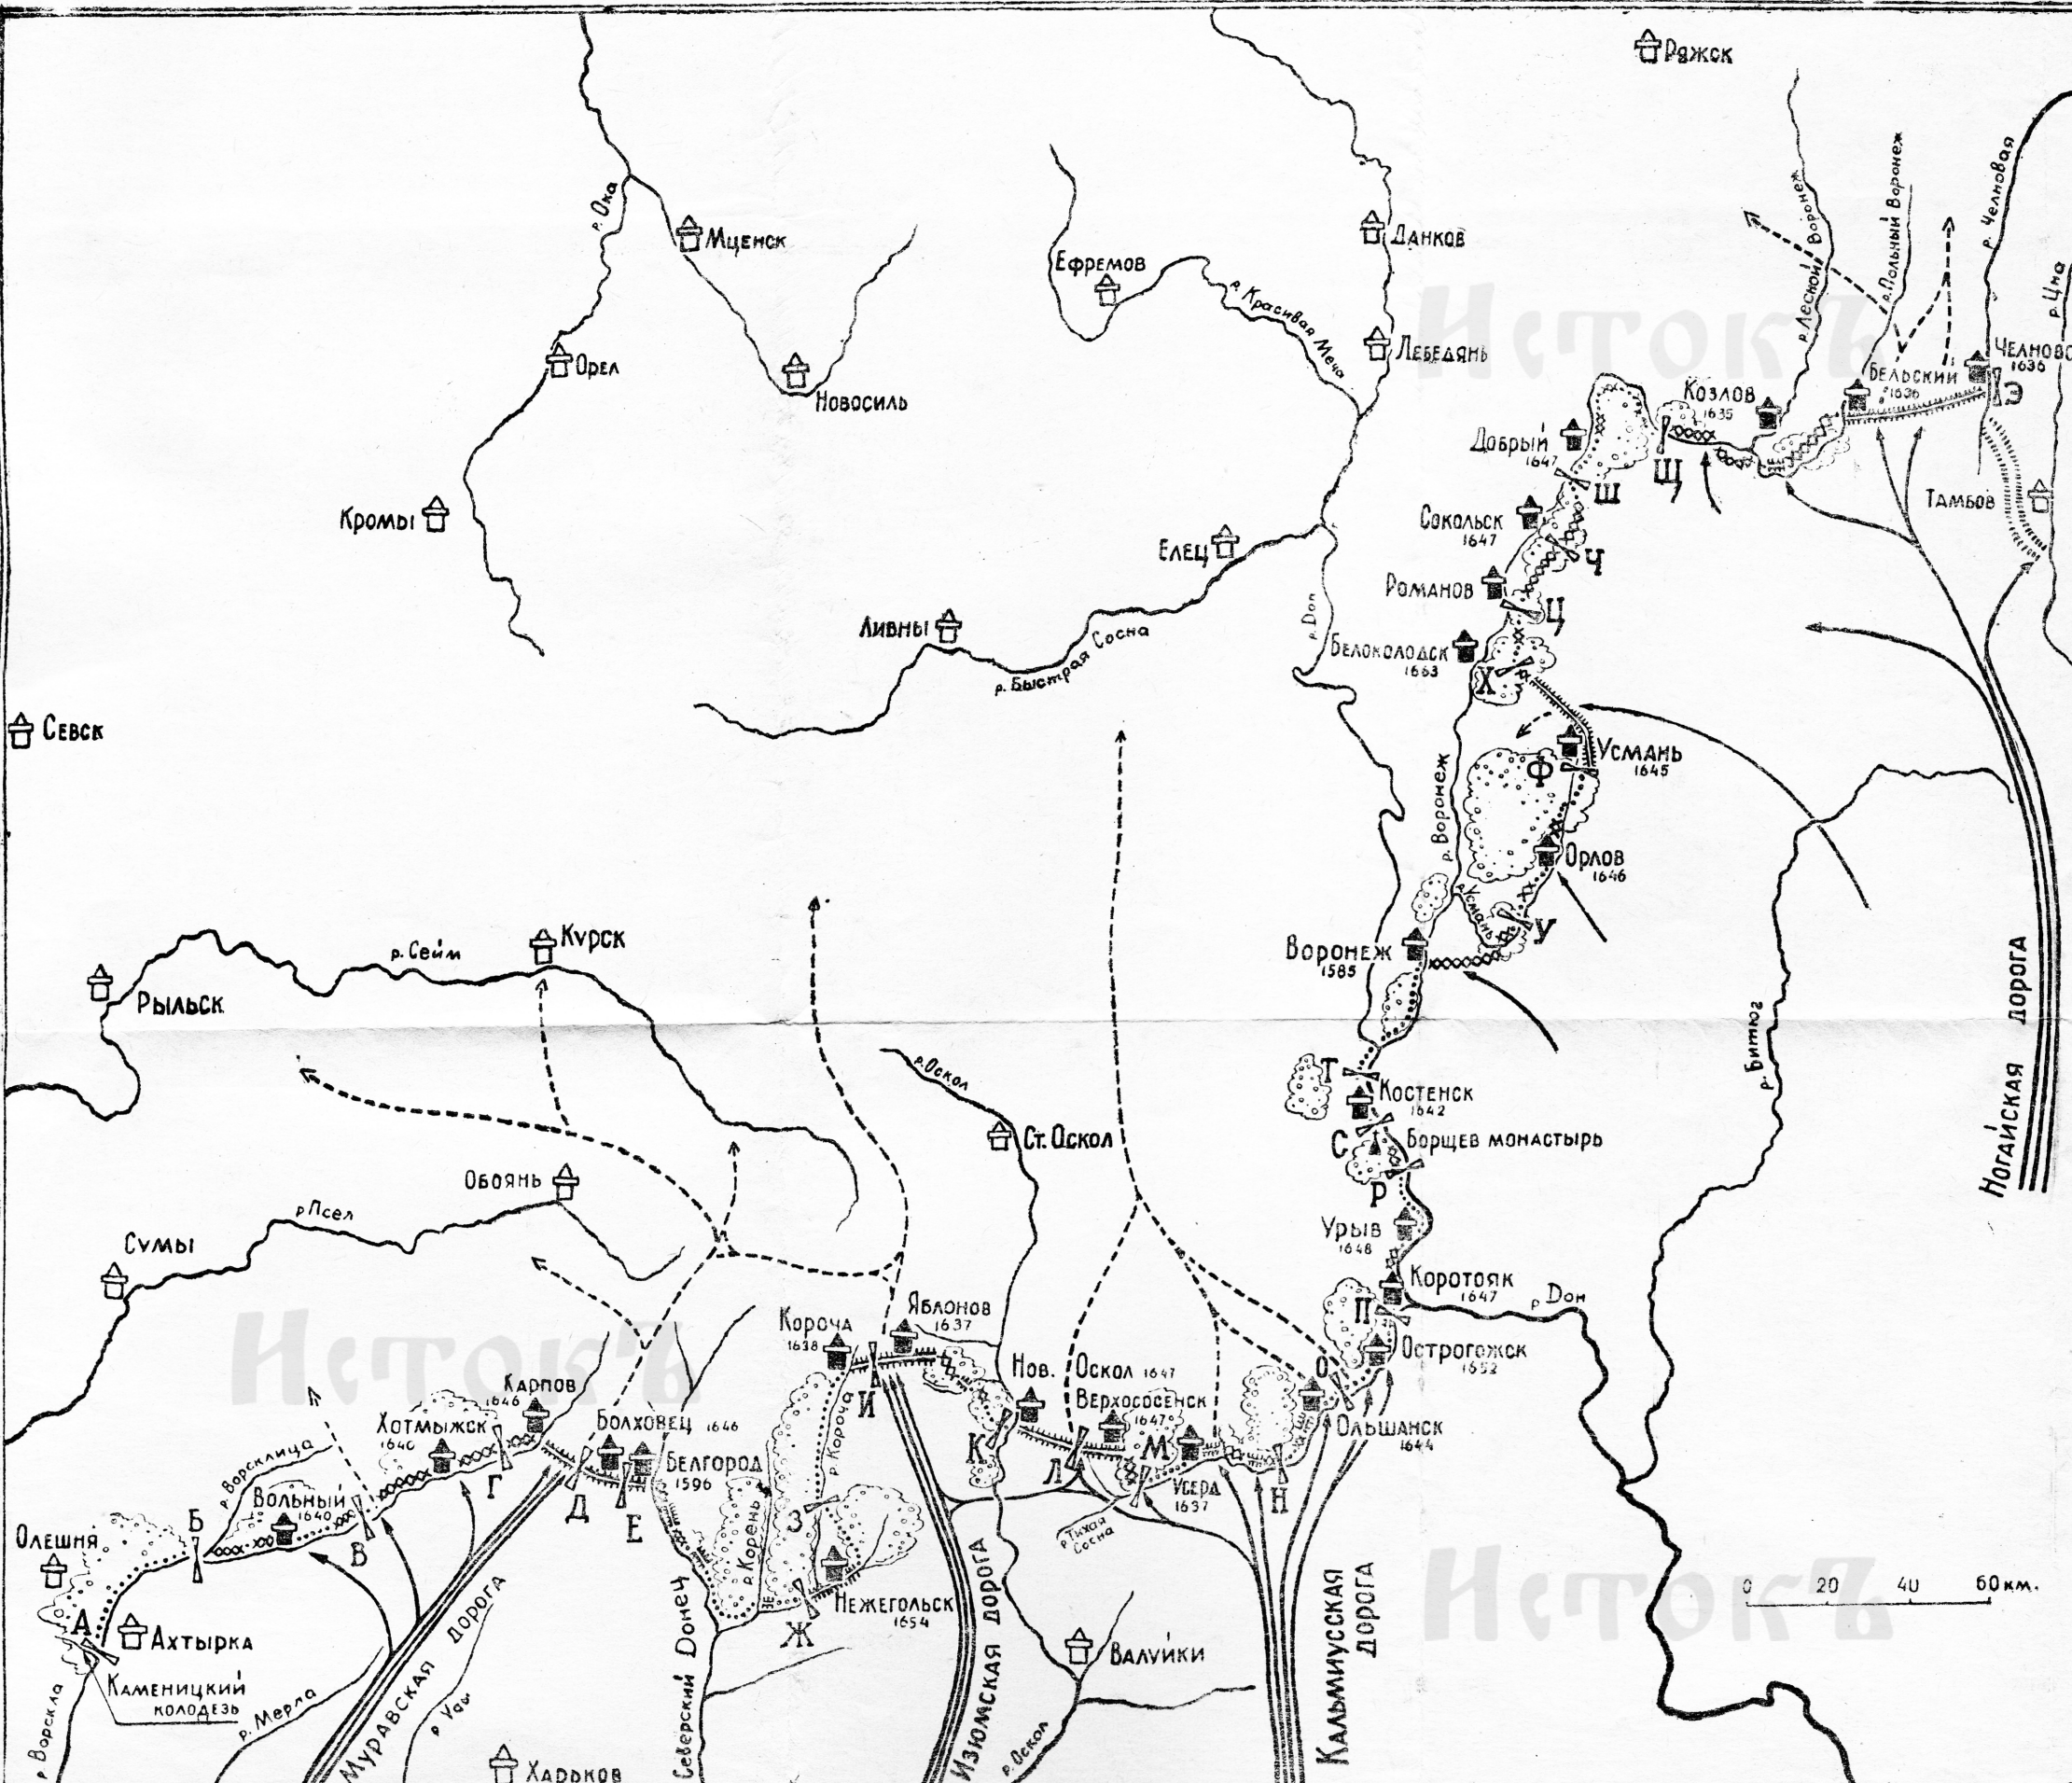 Ряжск
р. Ока
Мценск
Орел
Новосиль
Кромы
Ефремов
р. Красивая Меча
Данков
Лебедянь
р. Лесной Воронеж
р. Польный Воронеж
р. Челновая
р. Цна
Козлов
1635
Бельский
1636
Челновс
1636
Э
Добрый
1647
Щ
Ш
Тамбов
Сокольск
1647
Ч
Елец
Романов
Ц
Ливны
р. Быстрая Сосна
р. Дон
Белоколодск
1663
Х
Севск
Усмань
1645
Ф
р. Воронеж
Орлов
1646
р. Усмань
У
Воронеж
1585
р. Сейм
Курск
Рыльск
р. Битюг
Ногайская дорога
р. Оскол
Ст. Оскол
Т
Костенск
1642
С
Борщев монастырь
Р
Обоянь
р Псел
Сумы
Урыв
1648
Коротояк
1647
р Дон
П
Острогожск
1652
О
Ольшанск
1644
Короча
1638
Яблонов
1637
И
Нов. Оскол 1647
Верхососенск
1647
К
Л
М
Усерд
1637
Н
р. Тихая
Сосна
Карпов
1646
Хотмыжск
1640
Г
Болховец 1646
Белгород
1596
Д
Е
р. Короча
р. Корень
З
Ж
Нежегольск
1654
р. Ворсклица
Вольный
1640
Б
В
Олешня
А
Ахтырка
Каменицкий
колодезь
р. Ворскла
р. Мерла
Муравская дорога
р Уды
Харьков
Северский Донец
Изюмская дорога
р. Оскол
Валуйки
Кальмиусская
дорога
0 20 40 60 км.
Истокъ
Истокъ
Истокъ